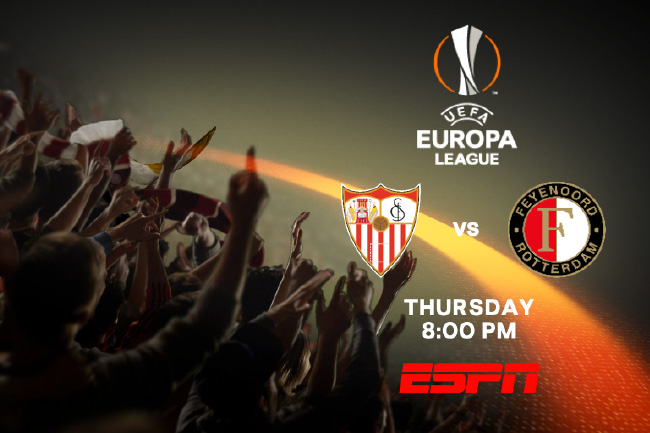 UEFA
EUROPA
LEAGUE
vs
FEYENOORD
F
ROTTERDAM
THURSDAY
8:00 PM
ESPN